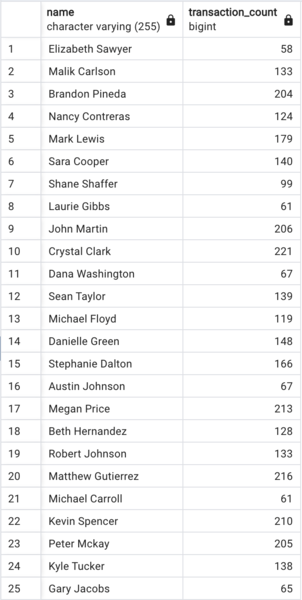 name transaction_count
character varying (255) bigint
1 Elizabeth Sawyer 58
2 Malik Carlson 133
3 Brandon Pineda 204
4 Nancy Contreras 124
5 Mark Lewis 179
6 Sara Cooper 140
7 Shane Shaffer 99
8 Laurie Gibbs 61
9 John Martin 206
10 Crystal Clark 221
11 Dana Washington 67
12 Sean Taylor 139
13 Michael Floyd 119
14 Danielle Green 148
15 Stephanie Dalton 166
16 Austin Johnson 67
17 Megan Price 213
18 Beth Hernandez 128
19 Robert Johnson 133
20 Matthew Gutierrez 216
21 Michael Carroll 61
22 Kevin Spencer 210
23 Peter Mckay 205
24 Kyle Tucker 138
25 Gary Jacobs 65